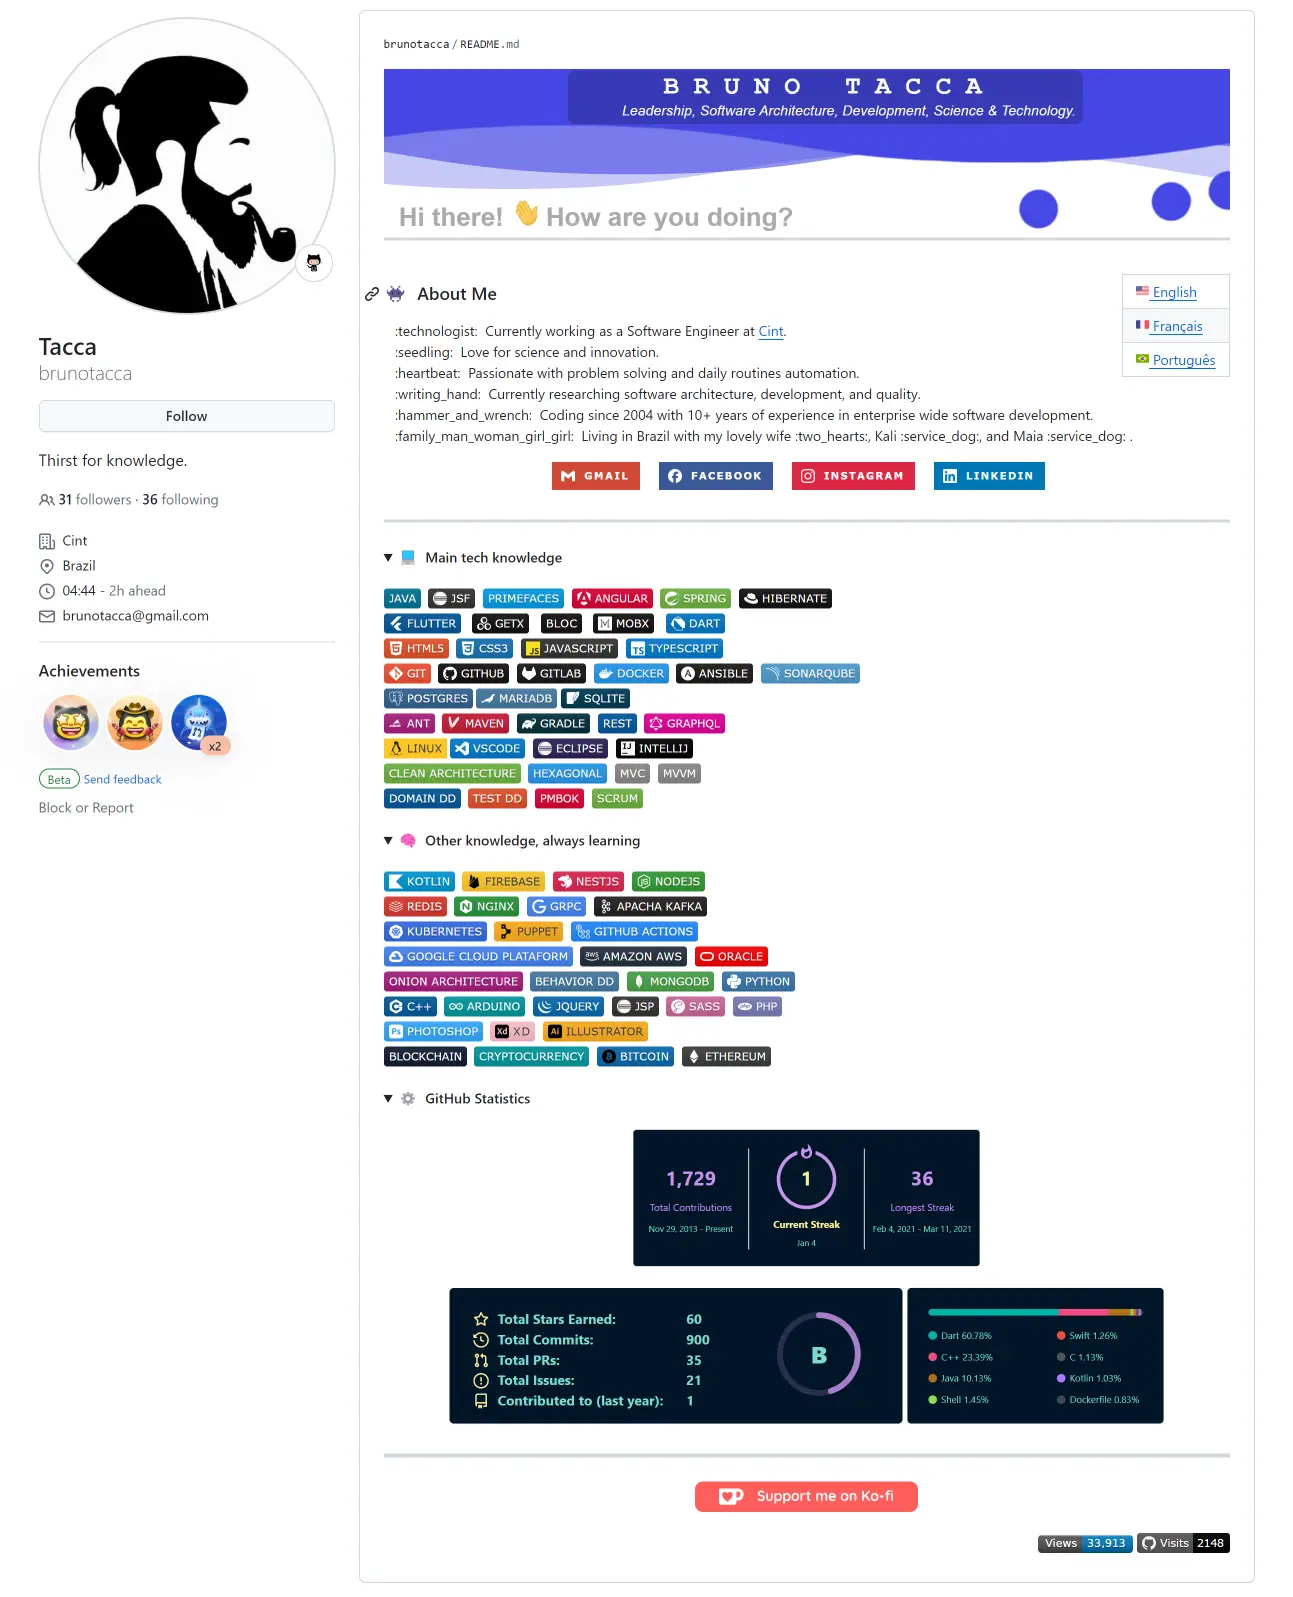 Tacca
brunotacca
Follow
Thirst for knowledge.
31 followers · 36 following
Cint
Brazil
04:44 - 2h ahead
brunotacca@gmail.com
Achievements
x2
Beta Send feedback
Block or Report
brunotacca / README.md
BRUNO TACCA
Leadership, Software Architecture, Development, Science & Technology.
Hi there! 👋 How are you doing?
About Me
English
Français
Português
:technologist: Currently working as a Software Engineer at Cint.
:seedling: Love for science and innovation.
:heartbeat: Passionate with problem solving and daily routines automation.
:writing_hand: Currently researching software architecture, development, and quality.
:hammer_and_wrench: Coding since 2004 with 10+ years of experience in enterprise wide software development.
:family_man_woman_girl_girl: Living in Brazil with my lovely wife :two_hearts:, Kali :service_dog:, and Maia :service_dog: .
GMAIL FACEBOOK INSTAGRAM LINKEDIN
Main tech knowledge
JAVA JSF PRIMEFACES ANGULAR SPRING HIBERNATE
FLUTTER GETX BLOC M MOBX DART
HTML5 CSS3 JS JAVASCRIPT TS TYPESCRIPT
GIT GITHUB GITLAB DOCKER ANSIBLE SONARQUBE
POSTGRES MARIADB SQLITE
ANT MAVEN GRADLE REST GRAPHQL
LINUX VSCODE ECLIPSE IJ INTELLIJ
CLEAN ARCHITECTURE HEXAGONAL MVC MVVM
DOMAIN DD TEST DD PMBOK SCRUM
Other knowledge, always learning
KOTLIN FIREBASE NESTJS NODEJS
REDIS NGINX GRPC APACHA KAFKA
KUBERNETES PUPPET GITHUB ACTIONS
GOOGLE CLOUD PLATAFORM aws AMAZON AWS ORACLE
ONION ARCHITECTURE BEHAVIOR DD MONGODB PYTHON
C++ ARDUINO JQUERY JSP SASS php PHP
Ps PHOTOSHOP Xd XD Ai ILLUSTRATOR
BLOCKCHAIN CRYPTOCURRENCY BITCOIN ETHEREUM
GitHub Statistics
1,729
Total Contributions
Nov 29, 2013 - Present
1
Current Streak
Jan 4
36
Longest Streak
Feb 4, 2021 - Mar 11, 2021
Total Stars Earned: 60
Total Commits: 900
Total PRs: 35
Total Issues: 21
Contributed to (last year): 1
B
Dart 60.78% Swift 1.26%
C++ 23.39% C 1.13%
Java 10.13% Kotlin 1.03%
Shell 1.45% Dockerfile 0.83%
Support me on Ko-fi
Views 33,913 Visits 2148